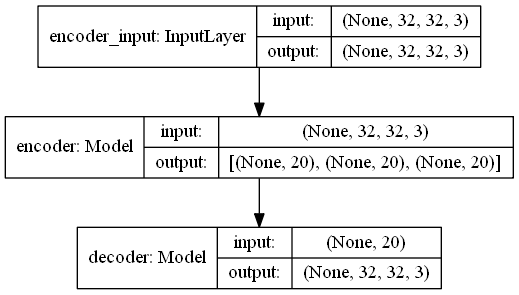 encoder_input: InputLayer
input: (None, 32, 32, 3)
output: (None, 32, 32, 3)
encoder: Model
input: (None, 32, 32, 3)
output: [(None, 20), (None, 20), (None, 20)]
decoder: Model
input: (None, 20)
output: (None, 32, 32, 3)